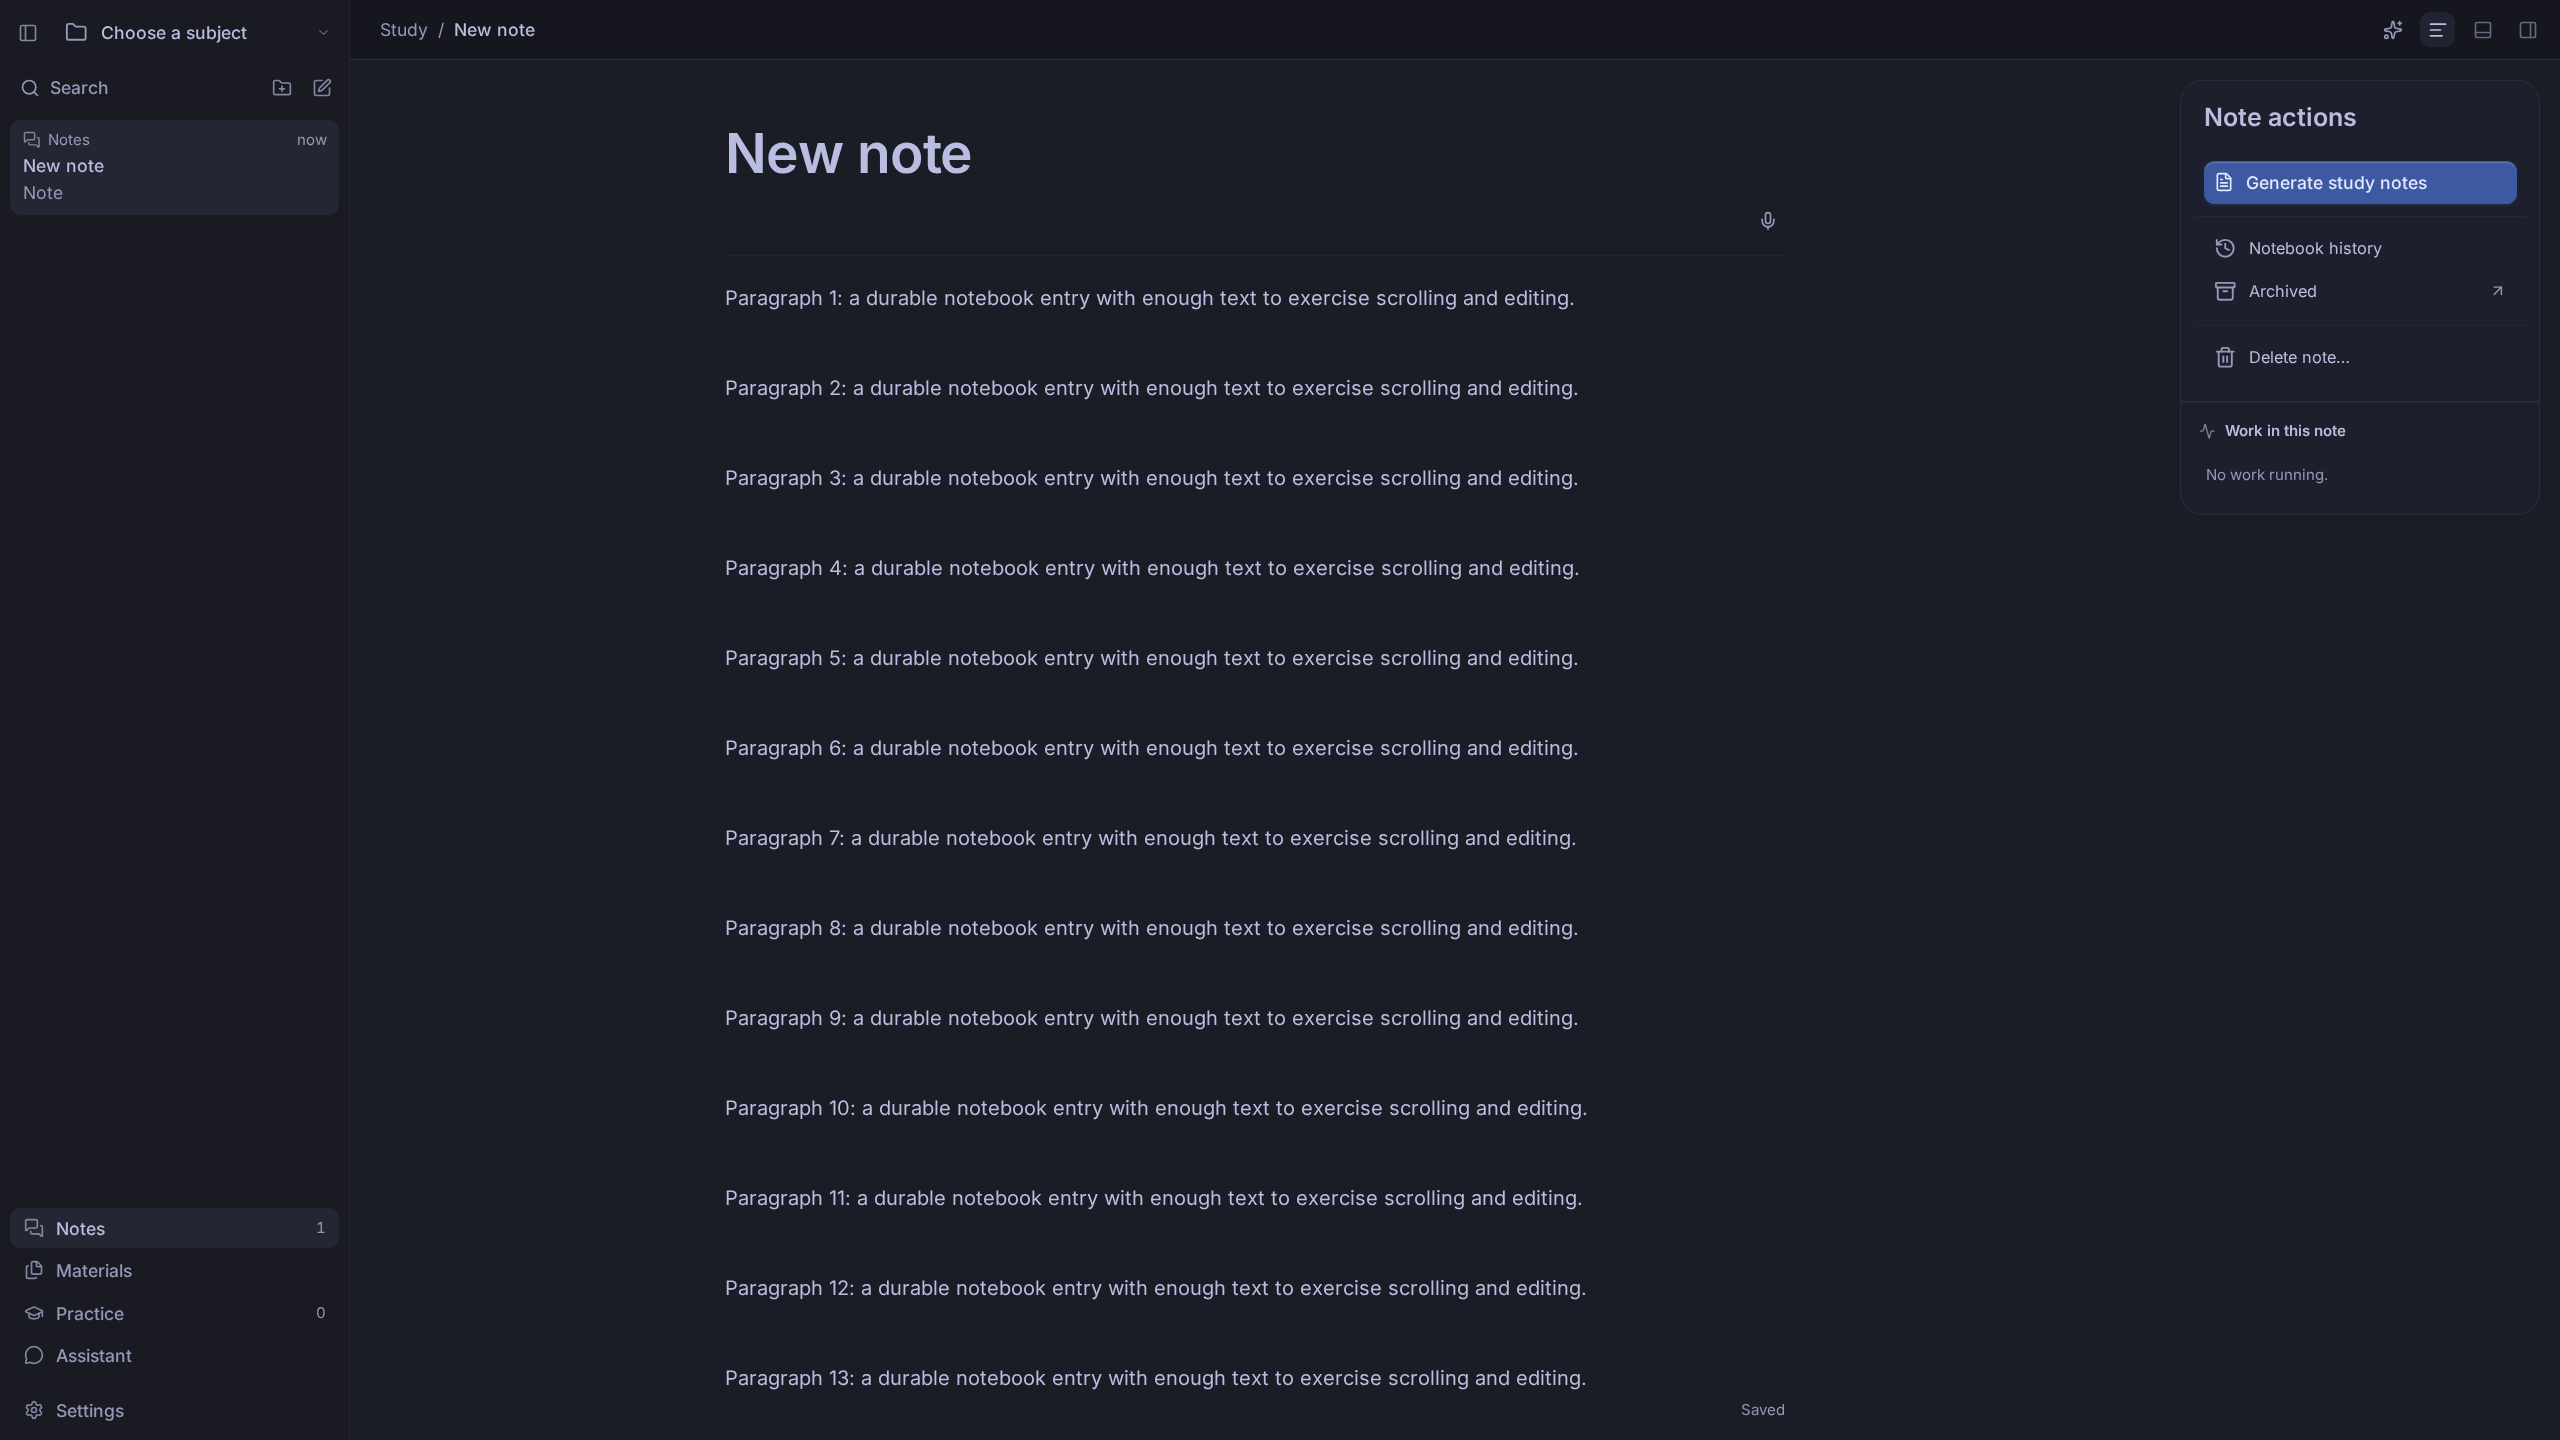 Choose a subject
Search
Notes now
New note
Note
Notes 1
Materials
Practice 0
Assistant
Settings
Study / New note
New note
Paragraph 1: a durable notebook entry with enough text to exercise scrolling and editing.
Paragraph 2: a durable notebook entry with enough text to exercise scrolling and editing.
Paragraph 3: a durable notebook entry with enough text to exercise scrolling and editing.
Paragraph 4: a durable notebook entry with enough text to exercise scrolling and editing.
Paragraph 5: a durable notebook entry with enough text to exercise scrolling and editing.
Paragraph 6: a durable notebook entry with enough text to exercise scrolling and editing.
Paragraph 7: a durable notebook entry with enough text to exercise scrolling and editing.
Paragraph 8: a durable notebook entry with enough text to exercise scrolling and editing.
Paragraph 9: a durable notebook entry with enough text to exercise scrolling and editing.
Paragraph 10: a durable notebook entry with enough text to exercise scrolling and editing.
Paragraph 11: a durable notebook entry with enough text to exercise scrolling and editing.
Paragraph 12: a durable notebook entry with enough text to exercise scrolling and editing.
Paragraph 13: a durable notebook entry with enough text to exercise scrolling and editing.
Saved
Note actions
Generate study notes
Notebook history
Archived
Delete note...
Work in this note
No work running.